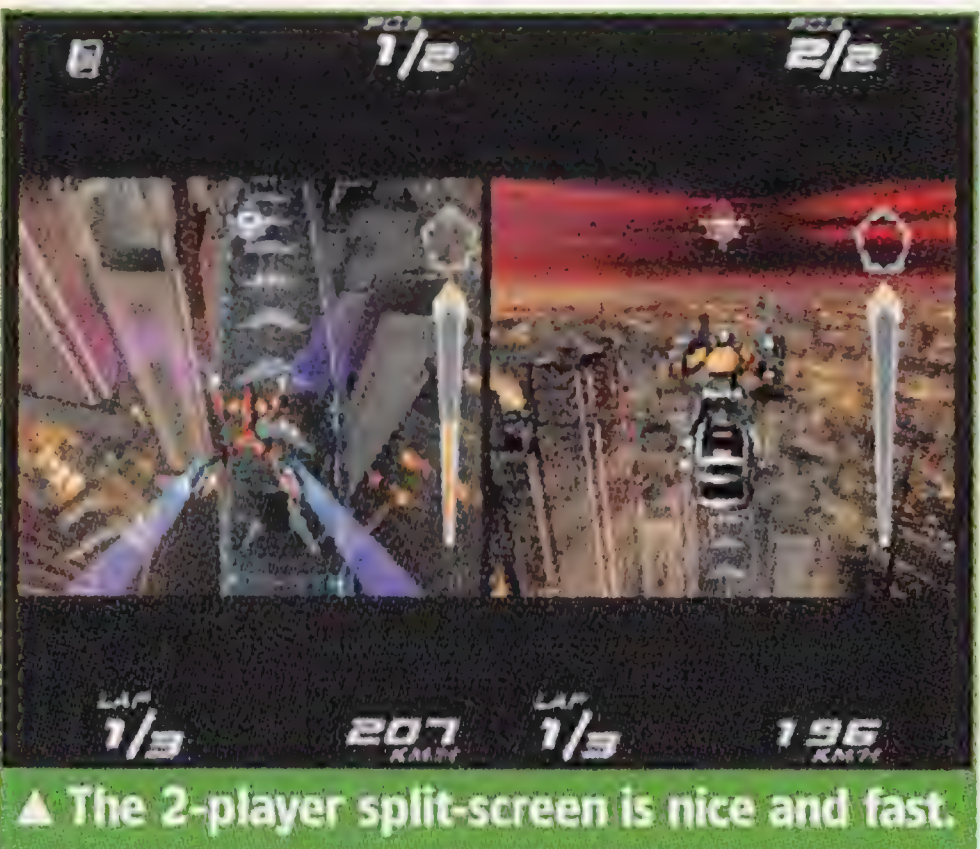 POS 1/2 POS 2/2
LAP 1/3 207 KM/H LAP 1/3 196 KM/H
▲ The 2-player split-screen is nice and fast.